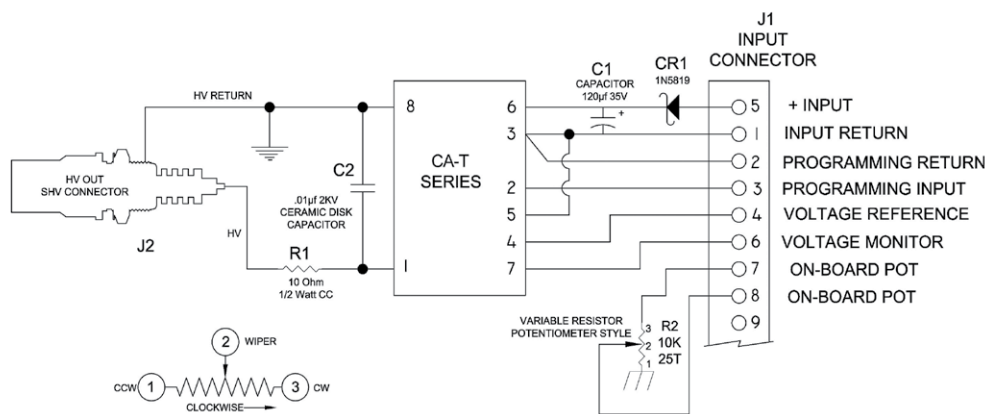 J1
INPUT
CONNECTOR
HV RETURN
C1
CAPACITOR
120µf 35V
CR1
1N5819
8
6
5
+ INPUT
3
1
INPUT RETURN
HV OUT
SHV CONNECTOR
C2
CA-T
SERIES
2
PROGRAMMING RETURN
.01µf 2KV
CERAMIC DISK
CAPACITOR
2
3
PROGRAMMING INPUT
J2
HV
5
4
VOLTAGE REFERENCE
4
6
VOLTAGE MONITOR
R1
1
7
7
ON-BOARD POT
10 Ohm
1/2 Watt CC
8
ON-BOARD POT
VARIABLE RESISTOR
POTENTIOMETER STYLE
3
2
1
R2
10K
25T
9
2
WIPER
CCW
1
3
CW
CLOCKWISE